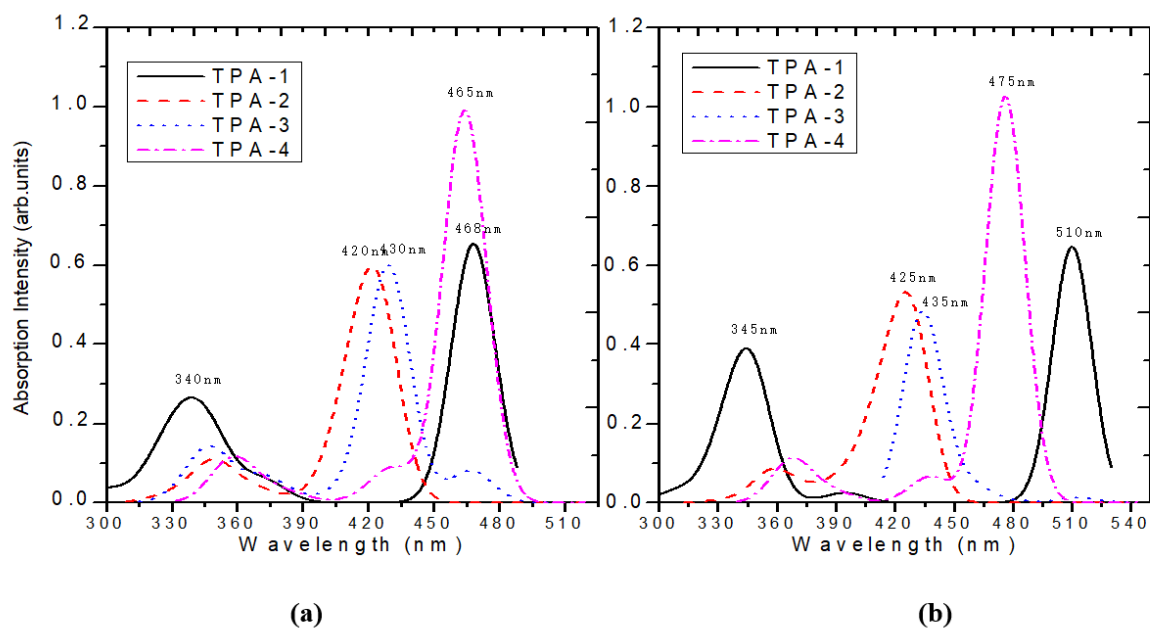 Absorption Intensity (arb.units)
1.2
1.0
0.8
0.6
0.4
0.2
0.0
TPA-1
TPA-2
TPA-3
TPA-4
465nm
468nm
420nm
430nm
340nm
300 330 360 390 420 450 480 510
Wavelength (nm)
(a)
1.2
1.0
0.8
0.6
0.4
0.2
0.0
TPA-1
TPA-2
TPA-3
TPA-4
475nm
510nm
425nm
435nm
345nm
300 330 360 390 420 450 480 510 540
Wavelength (nm)
(b)